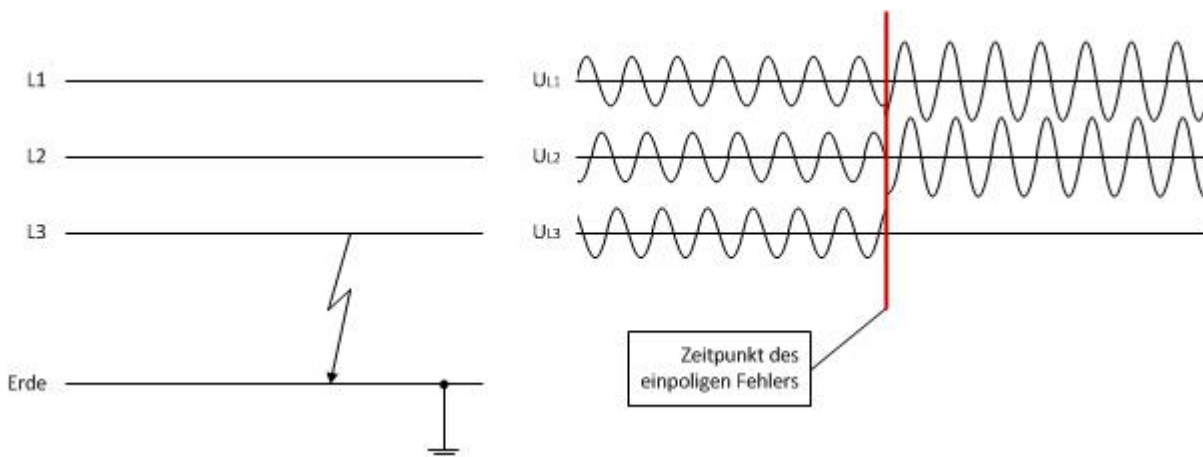 L1
L2
L3
Erde
UL1
UL2
UL3
Zeitpunkt des
einpoligen Fehlers